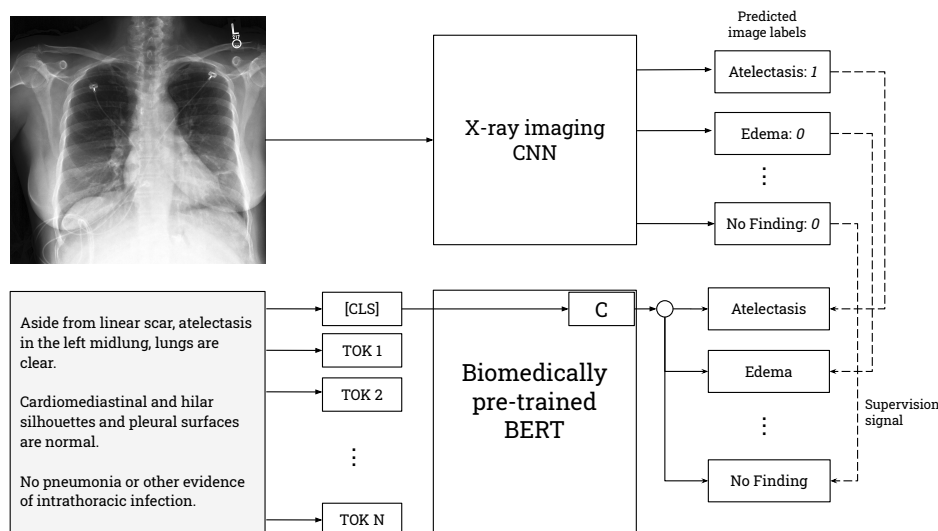 Predicted
image labels
X-ray imaging
CNN
Atelectasis: 1
Edema: 0
⋮
No Finding: 0
Aside from linear scar, atelectasis
in the left midlung, lungs are
clear.
Cardiomediastinal and hilar
silhouettes and pleural surfaces
are normal.
No pneumonia or other evidence
of intrathoracic infection.
[CLS]
TOK 1
TOK 2
⋮
TOK N
C
Biomedically
pre-trained
BERT
Atelectasis
Edema
⋮
No Finding
Supervision
signal